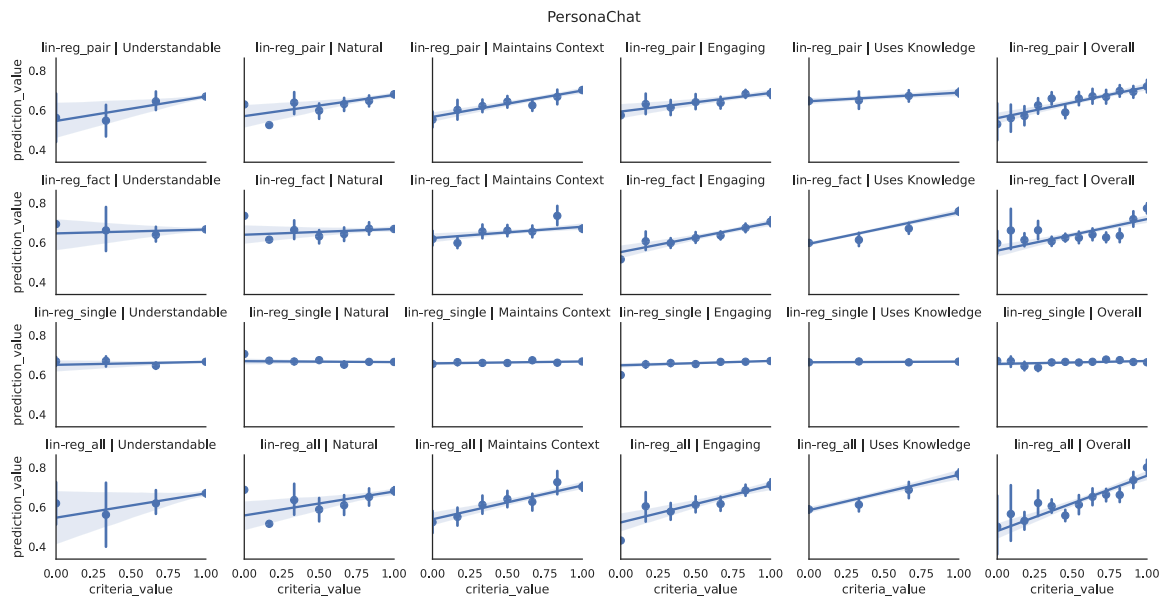 PersonaChat
lin-reg_pair | Understandable
lin-reg_pair | Natural
lin-reg_pair | Maintains Context
lin-reg_pair | Engaging
lin-reg_pair | Uses Knowledge
lin-reg_pair | Overall
prediction_value
0.8
0.6
0.4
lin-reg_fact | Understandable
lin-reg_fact | Natural
lin-reg_fact | Maintains Context
lin-reg_fact | Engaging
lin-reg_fact | Uses Knowledge
lin-reg_fact | Overall
prediction_value
0.8
0.6
0.4
lin-reg_single | Understandable
lin-reg_single | Natural
lin-reg_single | Maintains Context
lin-reg_single | Engaging
lin-reg_single | Uses Knowledge
lin-reg_single | Overall
prediction_value
0.8
0.6
0.4
lin-reg_all | Understandable
lin-reg_all | Natural
lin-reg_all | Maintains Context
lin-reg_all | Engaging
lin-reg_all | Uses Knowledge
lin-reg_all | Overall
prediction_value
0.8
0.6
0.4
0.00 0.25 0.50 0.75 1.00
0.00 0.25 0.50 0.75 1.00
0.00 0.25 0.50 0.75 1.00
0.00 0.25 0.50 0.75 1.00
0.00 0.25 0.50 0.75 1.00
0.00 0.25 0.50 0.75 1.00
criteria_value
criteria_value
criteria_value
criteria_value
criteria_value
criteria_value